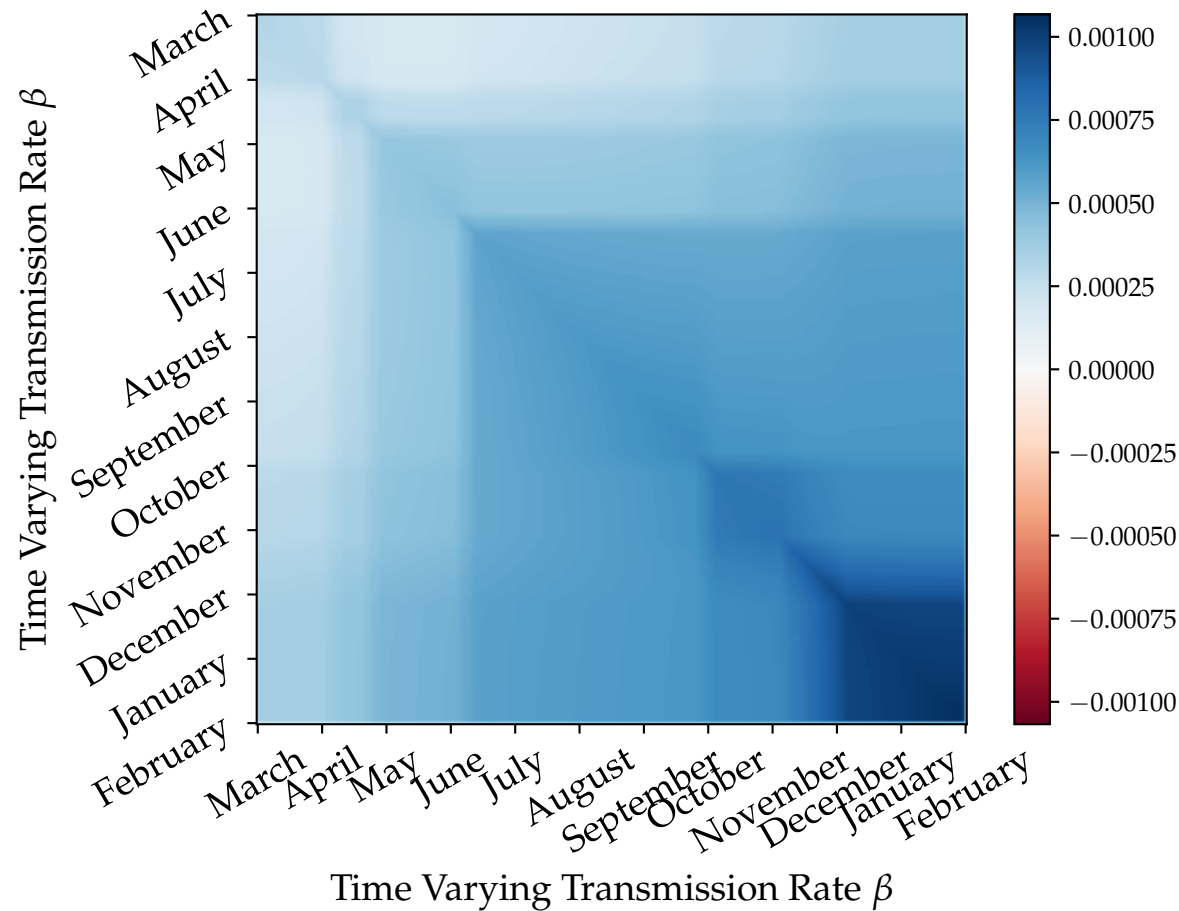 Time Varying Transmission Rate β
March
April
May
June
July
August
September
October
November
December
January
February
March
April
May
June
July
August
September
October
November
December
January
February
Time Varying Transmission Rate β
0.00100
0.00075
0.00050
0.00025
0.00000
−0.00025
−0.00050
−0.00075
−0.00100